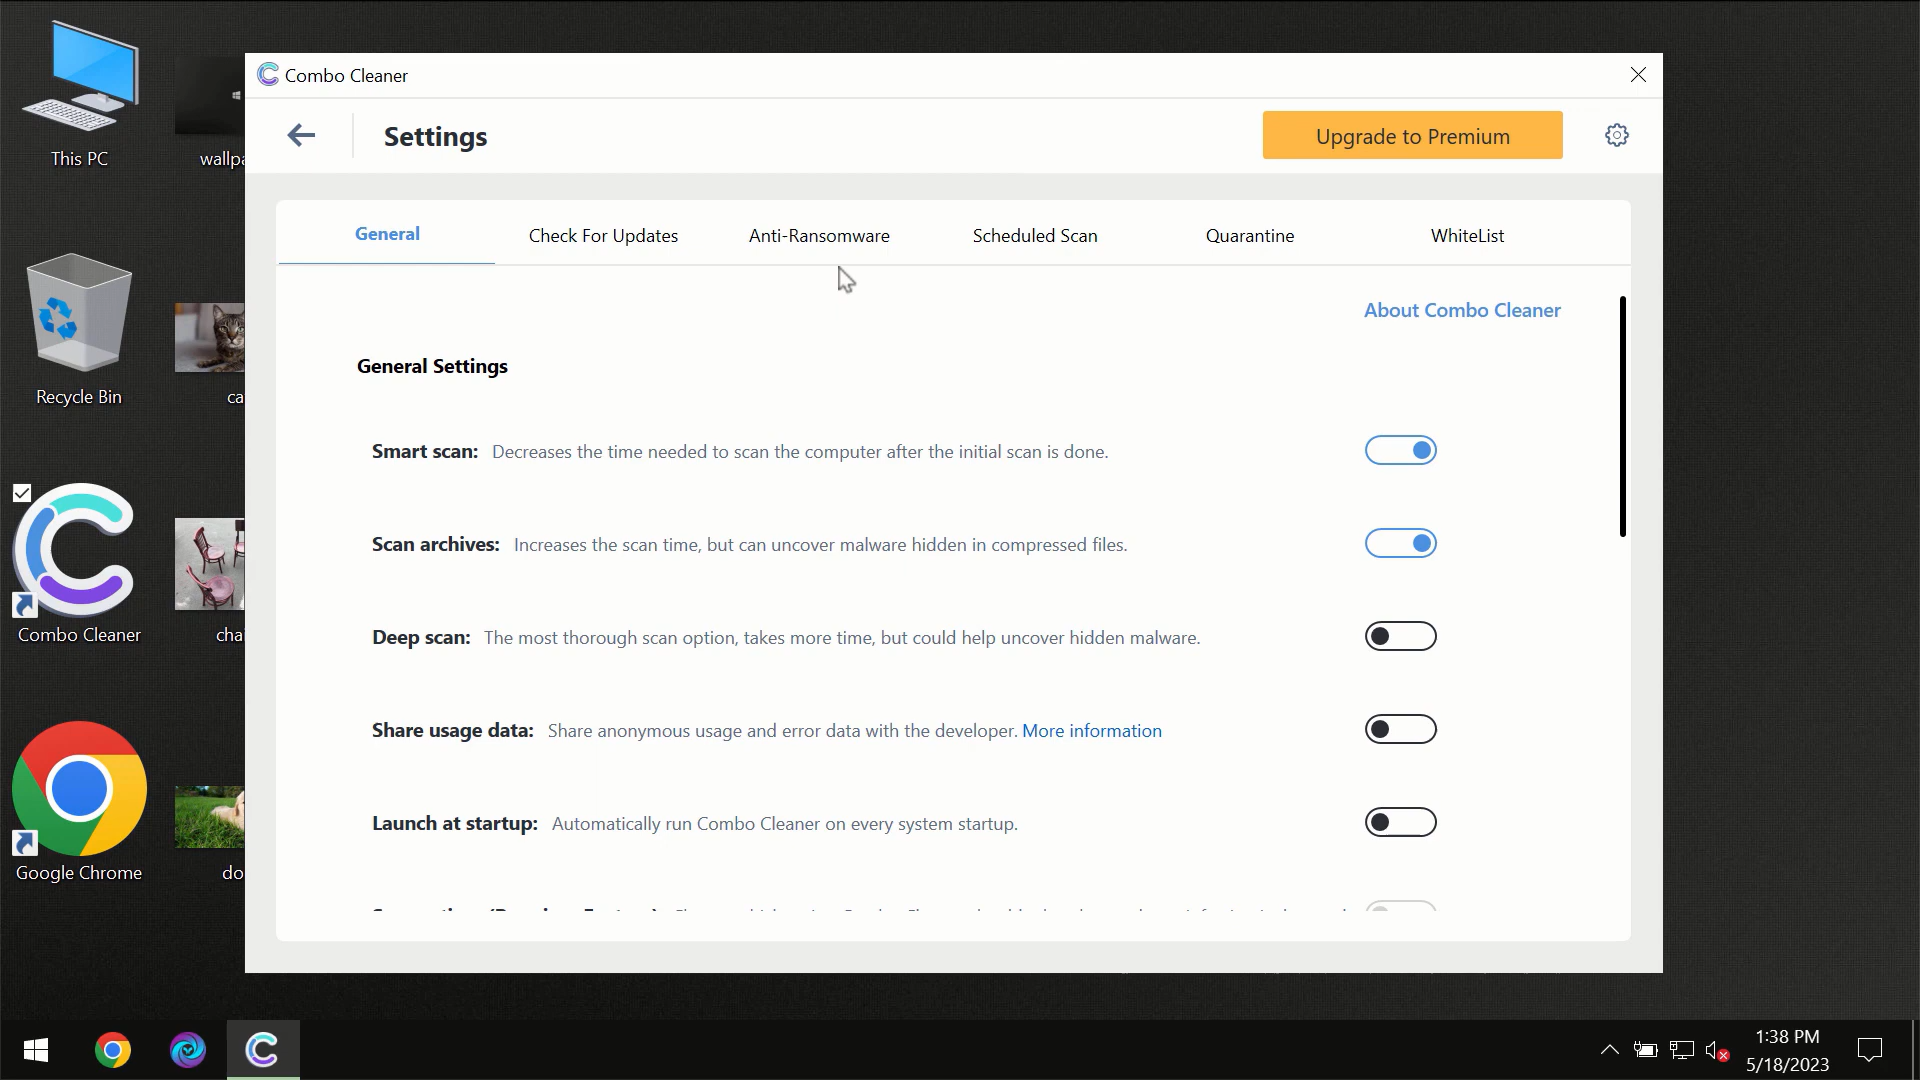 Combo Cleaner
Settings
Upgrade to Premium
General
Check For Updates
Anti-Ransomware
Scheduled Scan
Quarantine
WhiteList
About Combo Cleaner
General Settings
Smart scan: Decreases the time needed to scan the computer after the initial scan is done.
Scan archives: Increases the scan time, but can uncover malware hidden in compressed files.
Deep scan: The most thorough scan option, takes more time, but could help uncover hidden malware.
Share usage data: Share anonymous usage and error data with the developer. More information
Launch at startup: Automatically run Combo Cleaner on every system startup.
This PC
wallpa
Recycle Bin
ca
Combo Cleaner
chai
Google Chrome
do
1:38 PM
5/18/2023